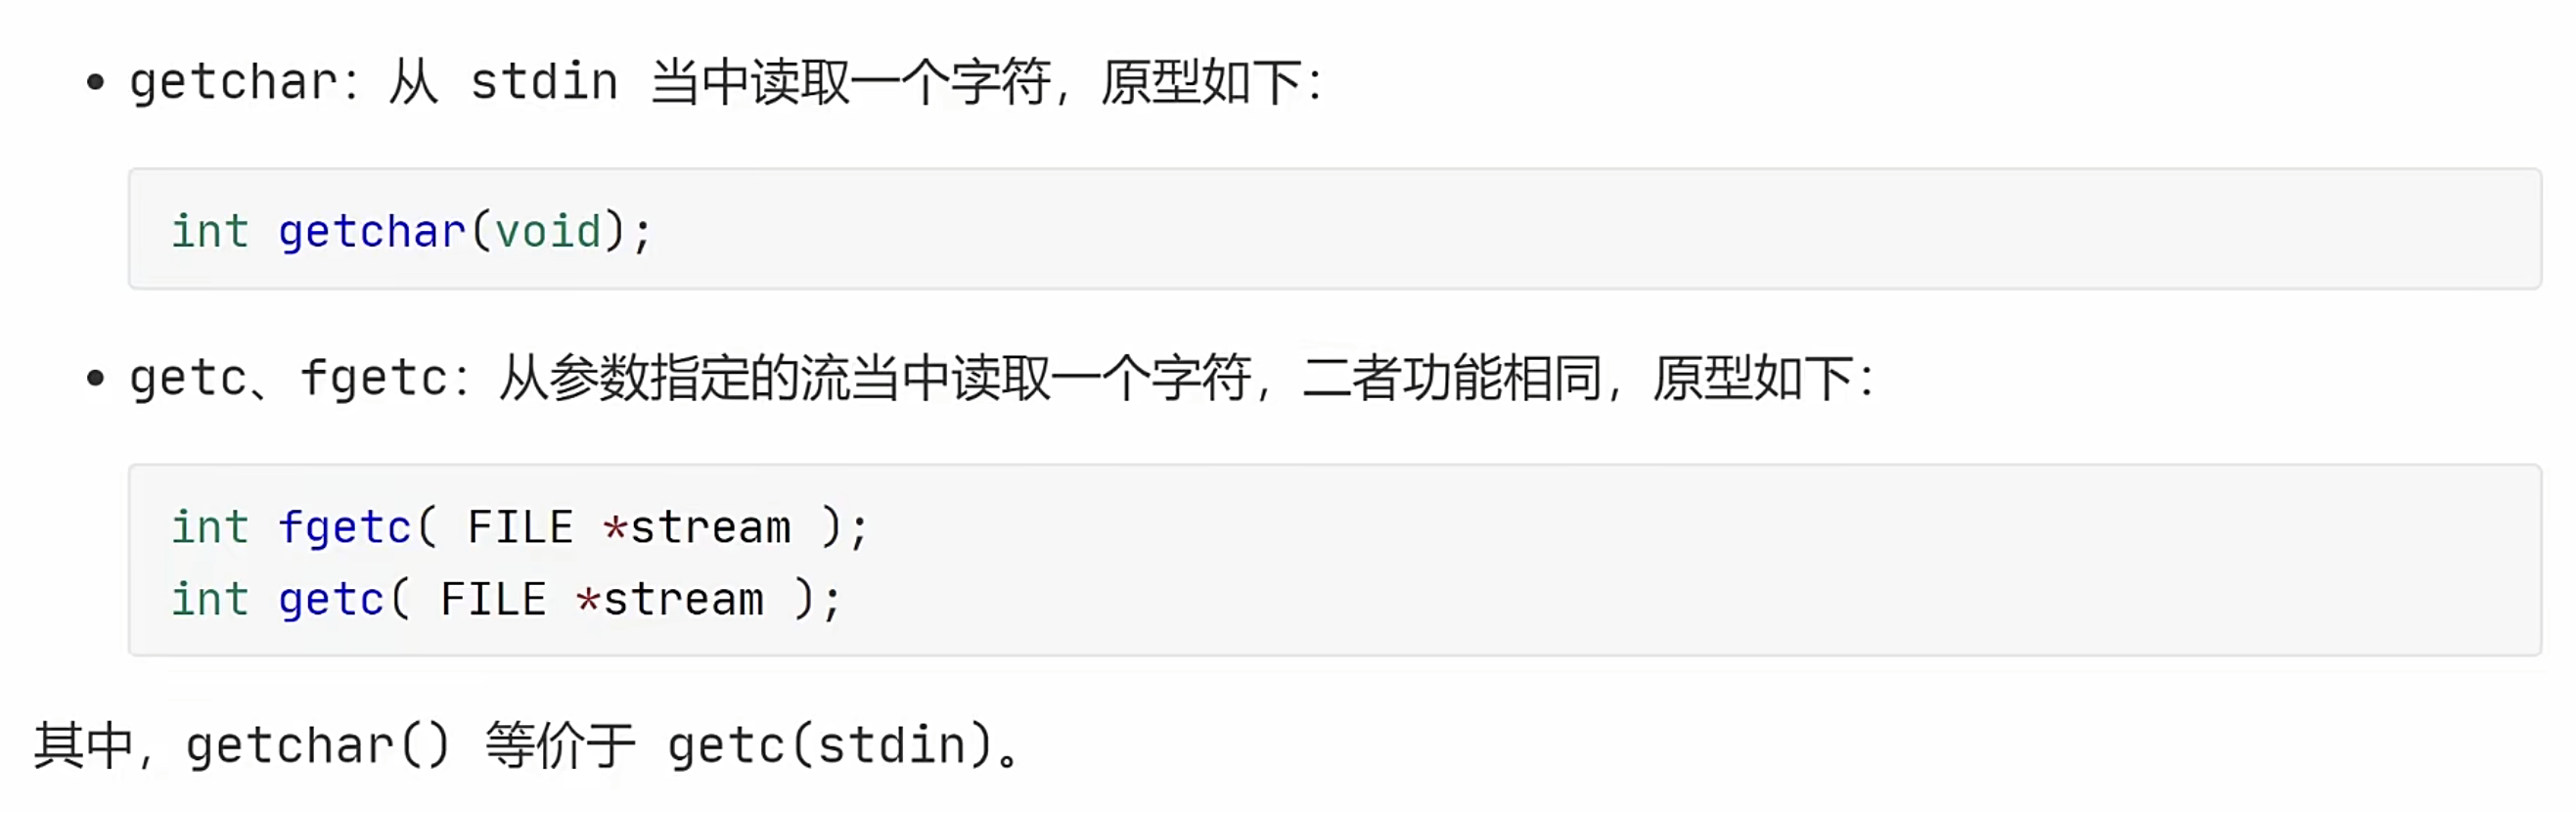 • getchar：从 stdin 当中读取一个字符，原型如下：
int getchar(void);
• getc、fgetc：从参数指定的流当中读取一个字符，二者功能相同，原型如下：
int fgetc( FILE *stream );
int getc( FILE *stream );
其中，getchar() 等价于 getc(stdin)。